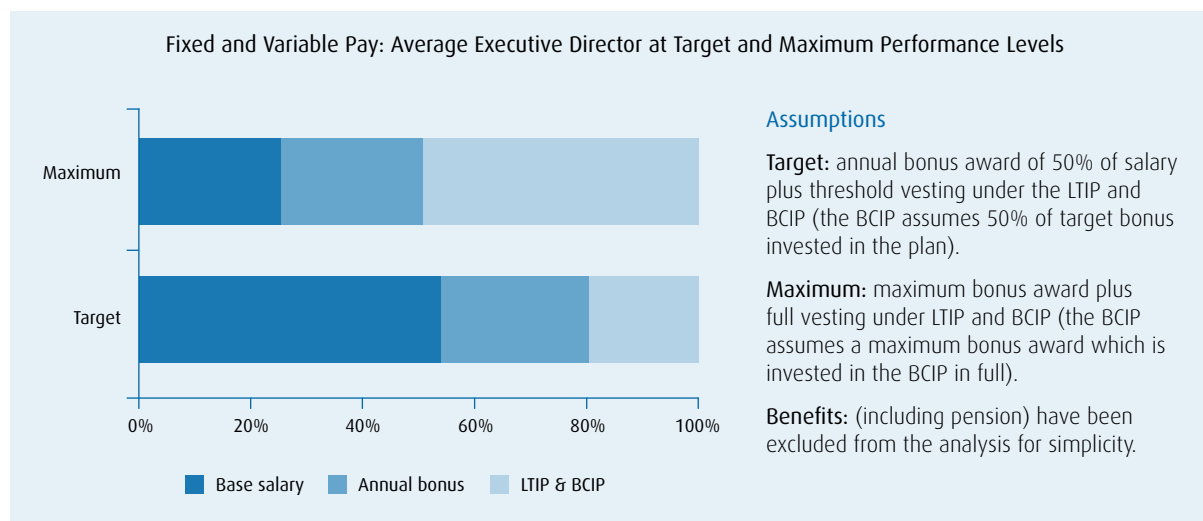 Fixed and Variable Pay: Average Executive Director at Target and Maximum Performance Levels
Maximum
Target
0%
20%
40%
60%
80%
100%
Base salary
Annual bonus
LTIP & BCIP
Assumptions
Target: annual bonus award of 50% of salary
plus threshold vesting under the LTIP and
BCIP (the BCIP assumes 50% of target bonus
invested in the plan).
Maximum: maximum bonus award plus
full vesting under LTIP and BCIP (the BCIP
assumes a maximum bonus award which is
invested in the BCIP in full).
Benefits: (including pension) have been
excluded from the analysis for simplicity.